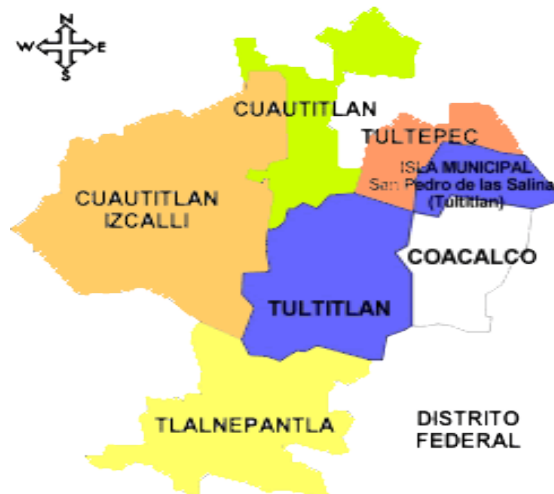 N
W E
S
CUAUTITLAN
TULTEPEC
ISLA MUNICIPAL
San Pedro de las Salina
(Tultitlan)
CUAUTITLAN
IZCALLI
COACALCO
TULTITLAN
TLALNEPANTLA
DISTRITO
FEDERAL